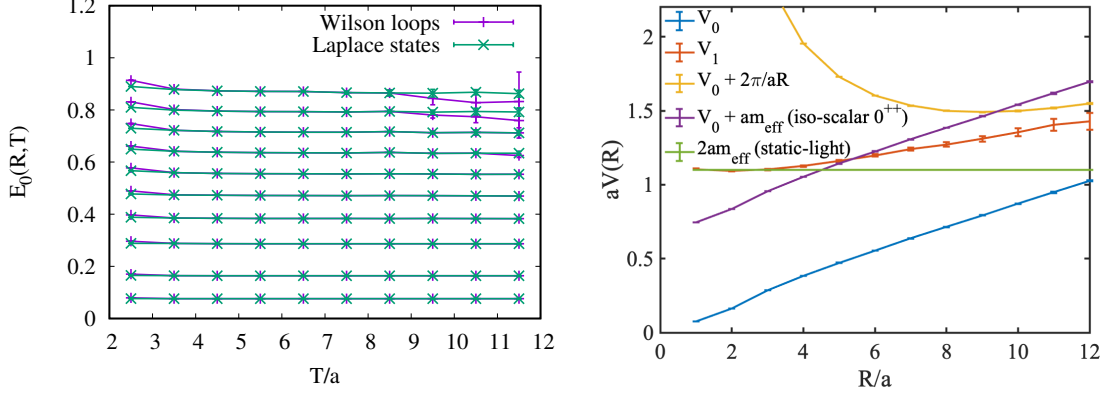 1.2
1
0.8
0.6
0.4
0.2
0
E₀(R,T)
Wilson loops
Laplace states
2 3 4 5 6 7 8 9 10 11 12
T/a
2
1.5
1
0.5
0
aV(R)
V₀
V₁
V₀ + 2π/aR
V₀ + am_eff (iso-scalar 0⁺⁺)
2am_eff (static-light)
0 2 4 6 8 10 12
R/a